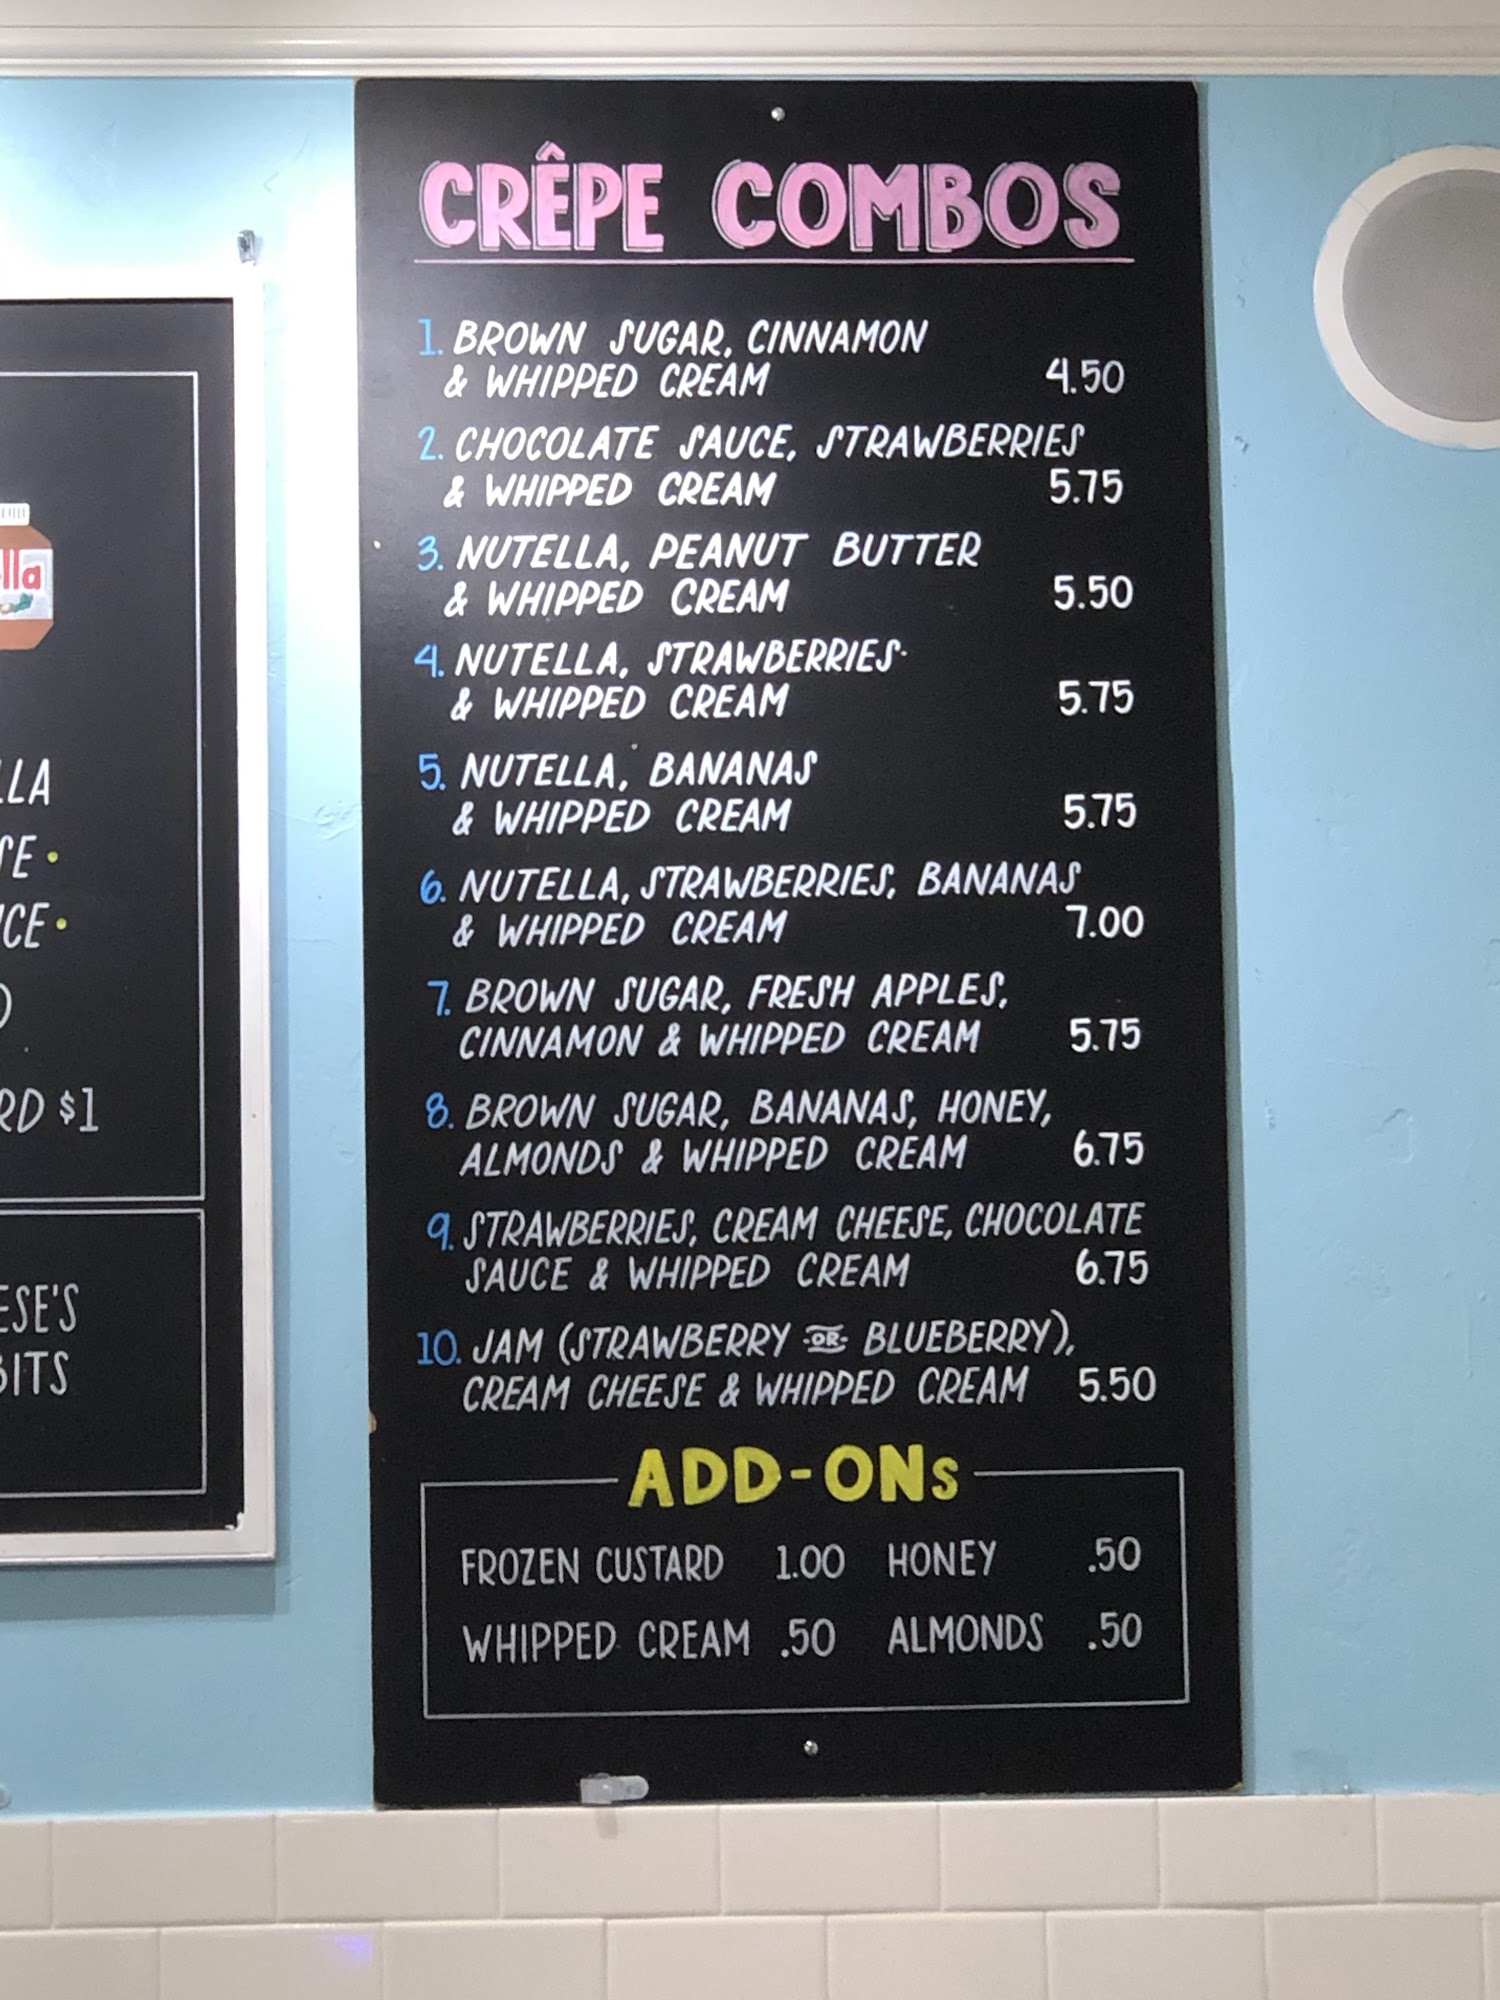 CRÊPE COMBOS
1. BROWN SUGAR, CINNAMON
& WHIPPED CREAM 4.50
2. CHOCOLATE SAUCE, STRAWBERRIES
& WHIPPED CREAM 5.75
3. NUTELLA, PEANUT BUTTER
& WHIPPED CREAM 5.50
4. NUTELLA, STRAWBERRIES
& WHIPPED CREAM 5.75
5. NUTELLA, BANANAS
& WHIPPED CREAM 5.75
6. NUTELLA, STRAWBERRIES, BANANAS
& WHIPPED CREAM 7.00
7. BROWN SUGAR, FRESH APPLES,
CINNAMON & WHIPPED CREAM 5.75
8. BROWN SUGAR, BANANAS, HONEY,
ALMONDS & WHIPPED CREAM 6.75
9. STRAWBERRIES, CREAM CHEESE, CHOCOLATE
SAUCE & WHIPPED CREAM 6.75
10. JAM (STRAWBERRY OR BLUEBERRY),
CREAM CHEESE & WHIPPED CREAM 5.50
ADD-ONs
FROZEN CUSTARD 1.00 HONEY .50
WHIPPED CREAM .50 ALMONDS .50
$1